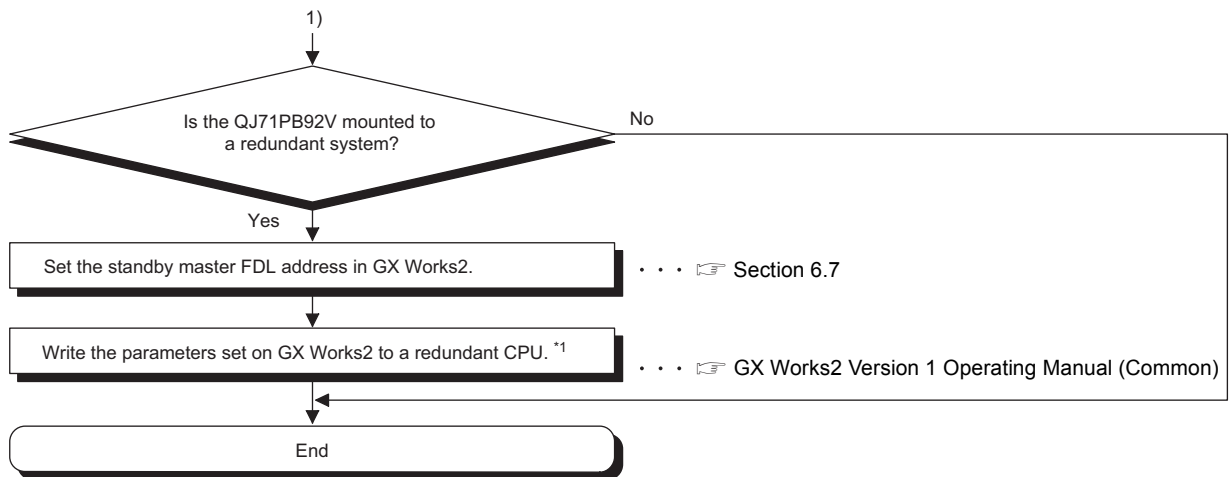 1)
Is the QJ71PB92V mounted to
a redundant system?
No
Yes
Set the standby master FDL address in GX Works2.
· · · ☞ Section 6.7
Write the parameters set on GX Works2 to a redundant CPU. *1
· · · ☞ GX Works2 Version 1 Operating Manual (Common)
End